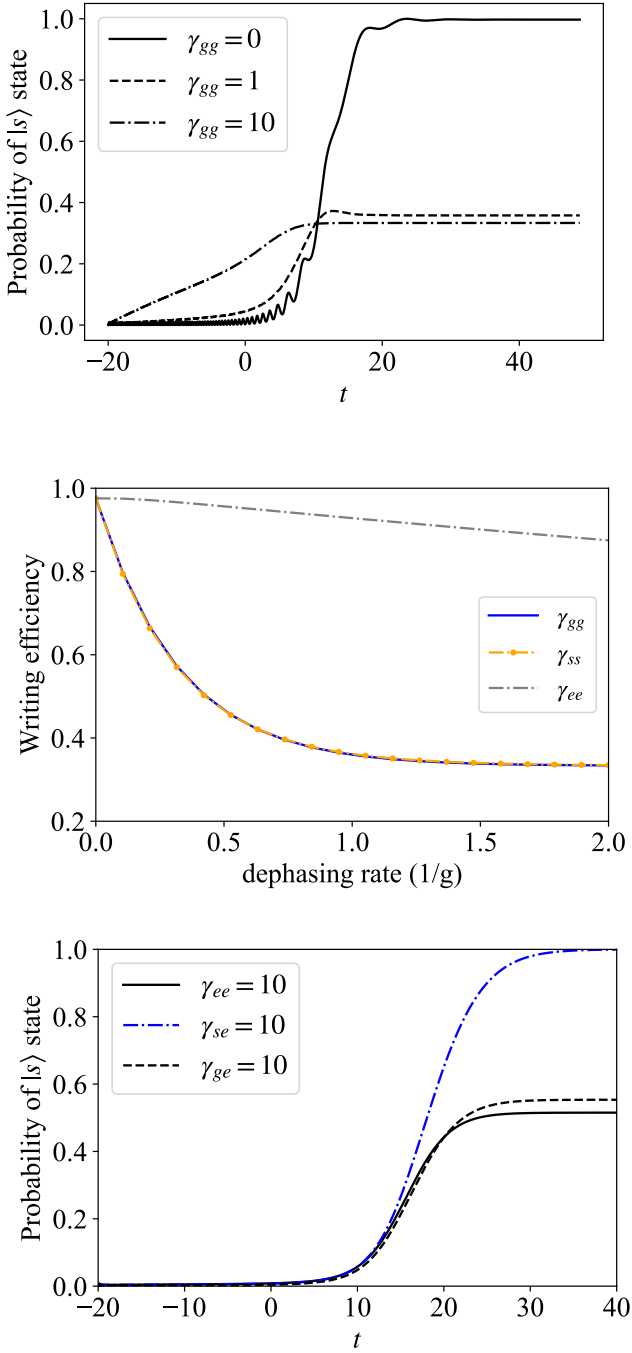 Probability of |s⟩ state
1.0
0.8
0.6
0.4
0.2
0.0
γgg = 0
γgg = 1
γgg = 10
−20 0 20 40
t
Writing efficiency
1.0
0.8
0.6
0.4
0.2
γgg
γss
γee
0.0 0.5 1.0 1.5 2.0
dephasing rate (1/g)
Probability of |s⟩ state
1.0
0.8
0.6
0.4
0.2
0.0
γee = 10
γse = 10
γge = 10
−20 −10 0 10 20 30 40
t